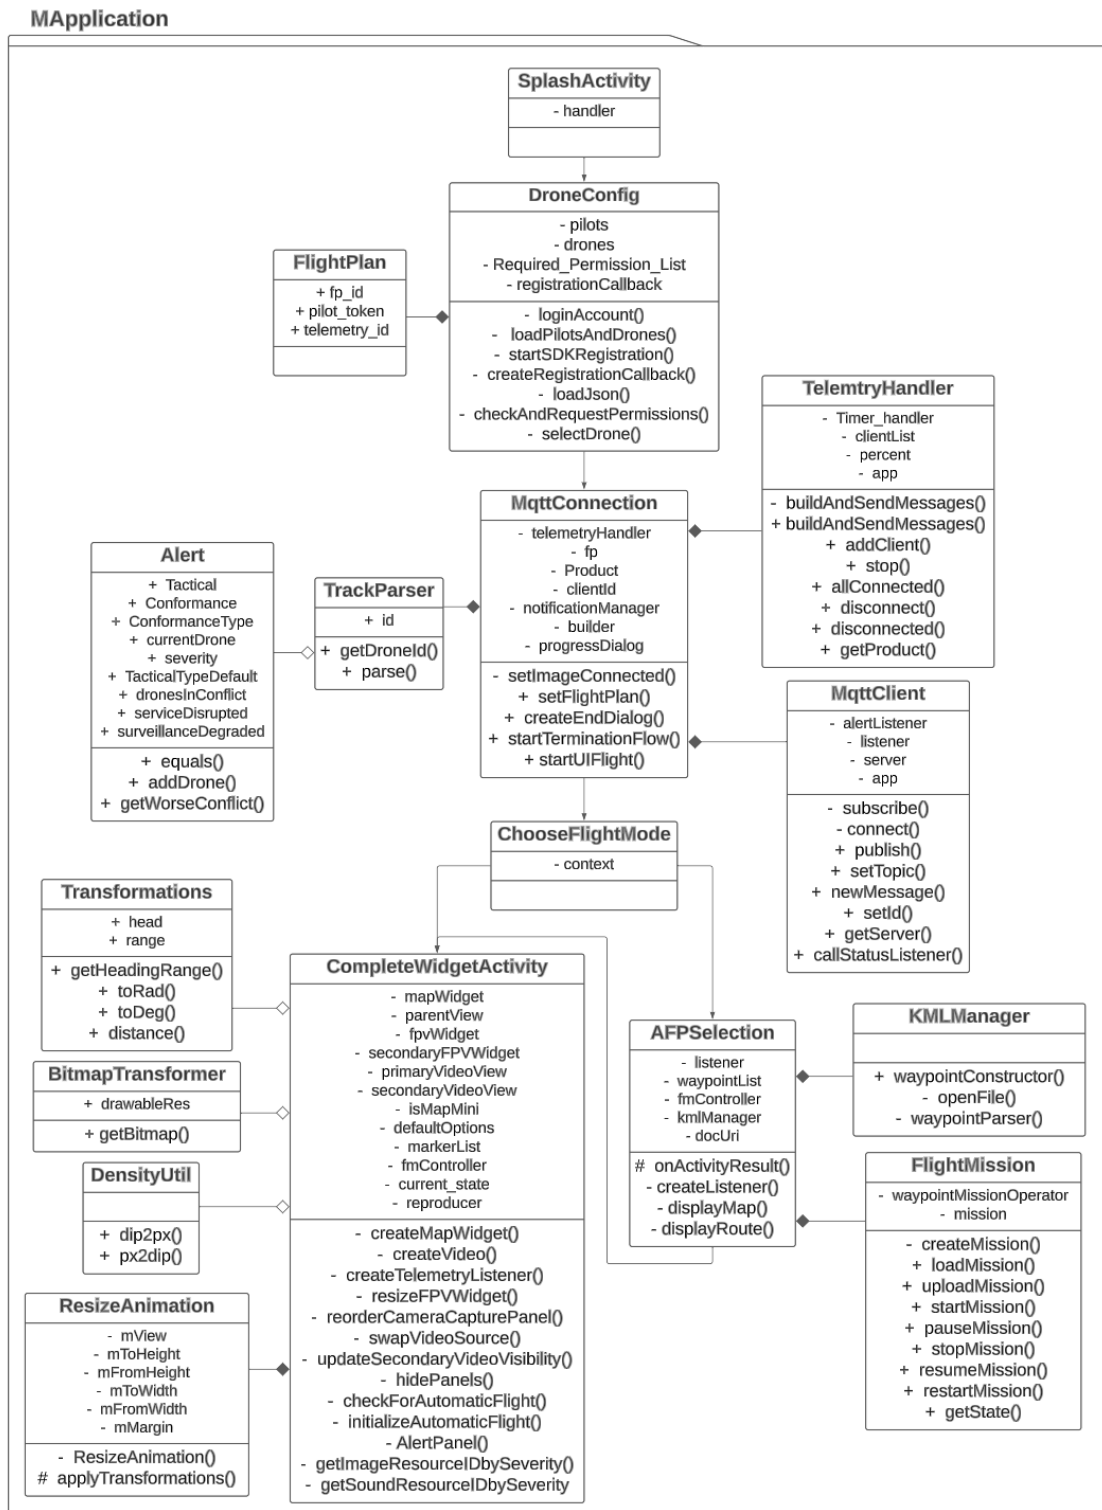 MApplication
SplashActivity
- handler
DroneConfig
- pilots
- drones
- Required_Permission_List
- registrationCallback
- loginAccount()
- loadPilotsAndDrones()
- startSDKRegistration()
- createRegistrationCallback()
- loadJson()
- checkAndRequestPermissions()
- selectDrone()
FlightPlan
+ fp_id
+ pilot_token
+ telemetry_id
TelemtryHandler
- Timer_handler
- clientList
- percent
- app
- buildAndSendMessages()
+ buildAndSendMessages()
+ addClient()
+ stop()
+ allConnected()
+ disconnect()
+ disconnected()
+ getProduct()
MqttConnection
- telemetryHandler
- fp
- Product
- clientId
- notificationManager
- builder
- progressDialog
- setImageConnected()
+ setFlightPlan()
+ createEndDialog()
+ startTerminationFlow()
+ startUIFlight()
Alert
+ Tactical
+ Conformance
+ ConformanceType
+ currentDrone
+ severity
+ TacticalTypeDefault
+ dronesInConflict
+ serviceDisrupted
+ surveillanceDegraded
+ equals()
+ addDrone()
+ getWorseConflict()
TrackParser
+ id
+ getDroneId()
+ parse()
MqttClient
- alertListener
- listener
- server
- app
- subscribe()
- connect()
+ publish()
+ setTopic()
+ newMessage()
+ setId()
+ getServer()
+ callStatusListener()
ChooseFlightMode
- context
Transformations
+ head
+ range
+ getHeadingRange()
+ toRad()
+ toDeg()
+ distance()
BitmapTransformer
+ drawableRes
+ getBitmap()
DensityUtil
+ dip2px()
+ px2dip()
ResizeAnimation
- mView
- mToHeight
- mFromHeight
- mToWidth
- mFromWidth
- mMargin
- ResizeAnimation()
# applyTransformations()
CompleteWidgetActivity
- mapWidget
- parentView
- fpvWidget
- secondaryFPVWidget
- primaryVideoView
- secondaryVideoView
- isMapMini
- defaultOptions
- markerList
- fmController
- current_state
- reproducer
- createMapWidget()
- createVideo()
- createTelemetryListener()
- resizeFPVWidget()
- reorderCameraCapturePanel()
- swapVideoSource()
- updateSecondaryVideoVisibility()
- hidePanels()
- checkForAutomaticFlight()
- initializeAutomaticFlight()
- AlertPanel()
- getImageResourceIDbySeverity()
- getSoundResourceIDbySeverity
AFPSelection
- listener
- waypointList
- fmController
- kmlManager
- docUri
# onActivityResult()
- createListener()
- displayMap()
- displayRoute()
KMLManager
+ waypointConstructor()
- openFile()
- waypointParser()
FlightMission
- waypointMissionOperator
- mission
- createMission()
+ loadMission()
+ uploadMission()
+ startMission()
+ pauseMission()
+ stopMission()
+ resumeMission()
+ restartMission()
+ getState()